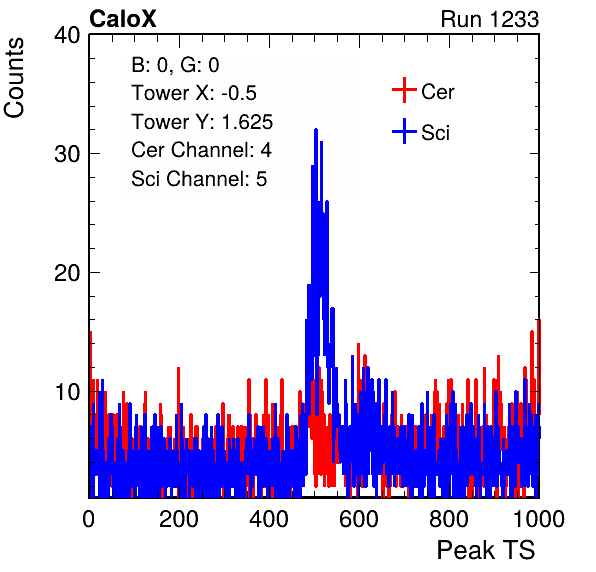 CaloX Run 1233
Counts
40
30
20
10
B: 0, G: 0
Tower X: -0.5
Tower Y: 1.625
Cer Channel: 4
Sci Channel: 5
Cer
Sci
0 200 400 600 800 1000
Peak TS